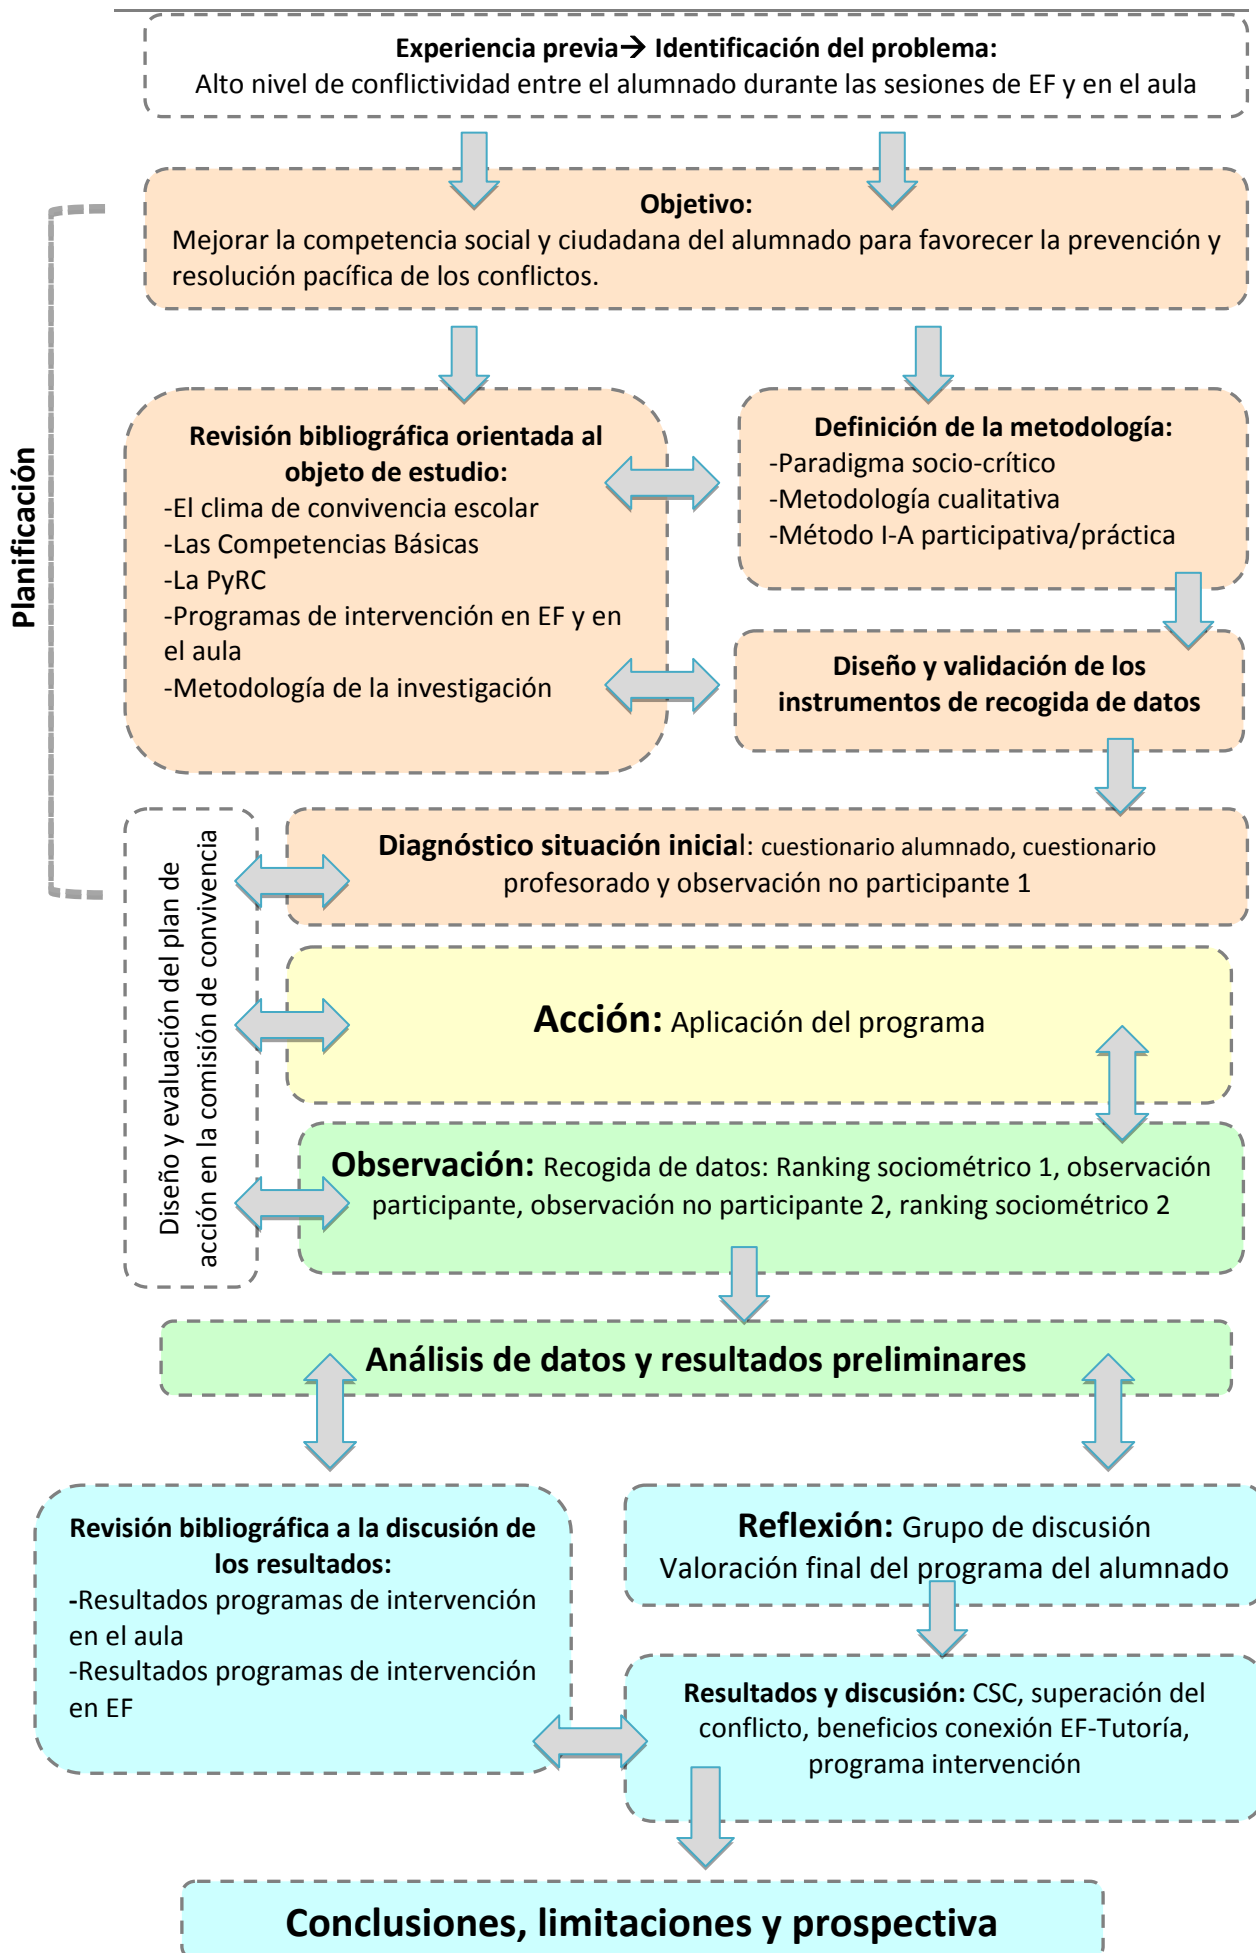 Experiencia previa→ Identificación del problema:
Alto nivel de conflictividad entre el alumnado durante las sesiones de EF y en el aula
Planificación
Objetivo:
Mejorar la competencia social y ciudadana del alumnado para favorecer la prevención y
resolución pacífica de los conflictos.
Revisión bibliográfica orientada al
objeto de estudio:
-El clima de convivencia escolar
-Las Competencias Básicas
-La PyRC
-Programas de intervención en EF y en
el aula
-Metodología de la investigación
Definición de la metodología:
-Paradigma socio-crítico
-Metodología cualitativa
-Método I-A participativa/práctica
Diseño y validación de los
instrumentos de recogida de datos
Diseño y evaluación del plan de
acción en la comisión de convivencia
Diagnóstico situación inicial: cuestionario alumnado, cuestionario
profesorado y observación no participante 1
Acción: Aplicación del programa
Observación: Recogida de datos: Ranking sociométrico 1, observación
participante, observación no participante 2, ranking sociométrico 2
Análisis de datos y resultados preliminares
Revisión bibliográfica a la discusión de
los resultados:
-Resultados programas de intervención
en el aula
-Resultados programas de intervención
en EF
Reflexión: Grupo de discusión
Valoración final del programa del alumnado
Resultados y discusión: CSC, superación del
conflicto, beneficios conexión EF-Tutoría,
programa intervención
Conclusiones, limitaciones y prospectiva